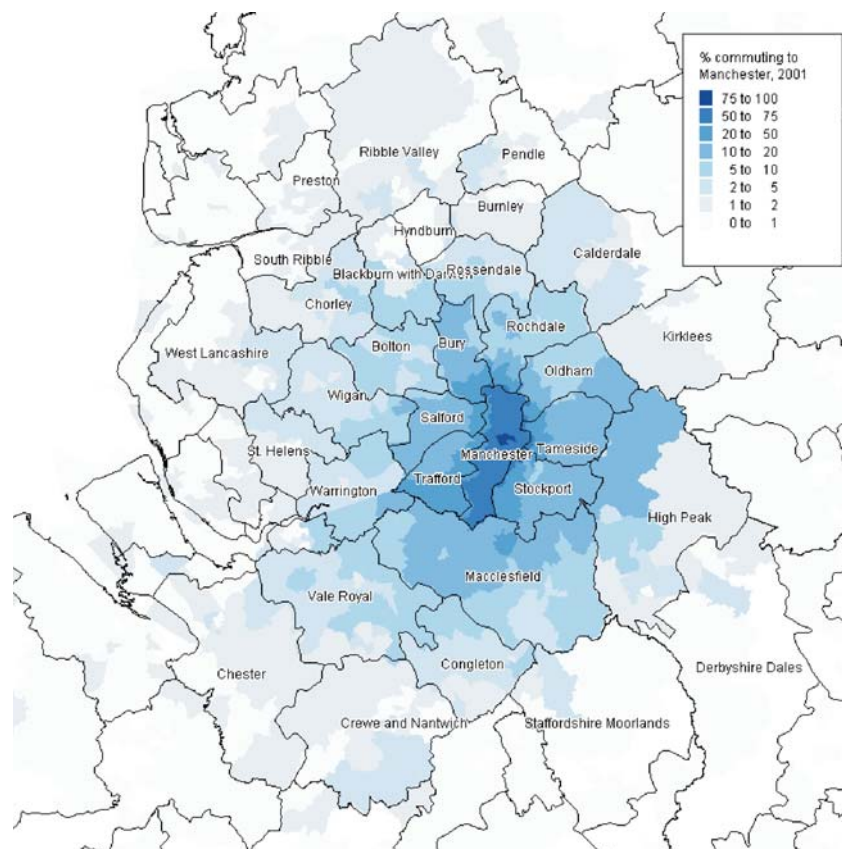 % commuting to
Manchester, 2001
75 to 100
50 to 75
20 to 50
10 to 20
5 to 10
2 to 5
1 to 2
0 to 1
Ribble Valley
Pendle
Preston
Burnley
Hyndburn
Calderdale
South Ribble
Blackburn with Darwen
Rossendale
Chorley
Rochdale
Kirklees
West Lancashire
Bolton
Bury
Oldham
Wigan
Salford
St. Helens
Manchester
Tameside
Trafford
Warrington
Stockport
High Peak
Macclesfield
Vale Royal
Chester
Congleton
Derbyshire Dales
Crewe and Nantwich
Staffordshire Moorlands